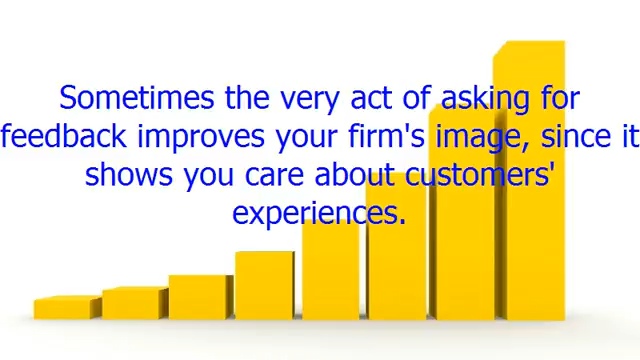 Sometimes the very act of asking for
feedback improves your firm's image, since it
shows you care about customers'
experiences.